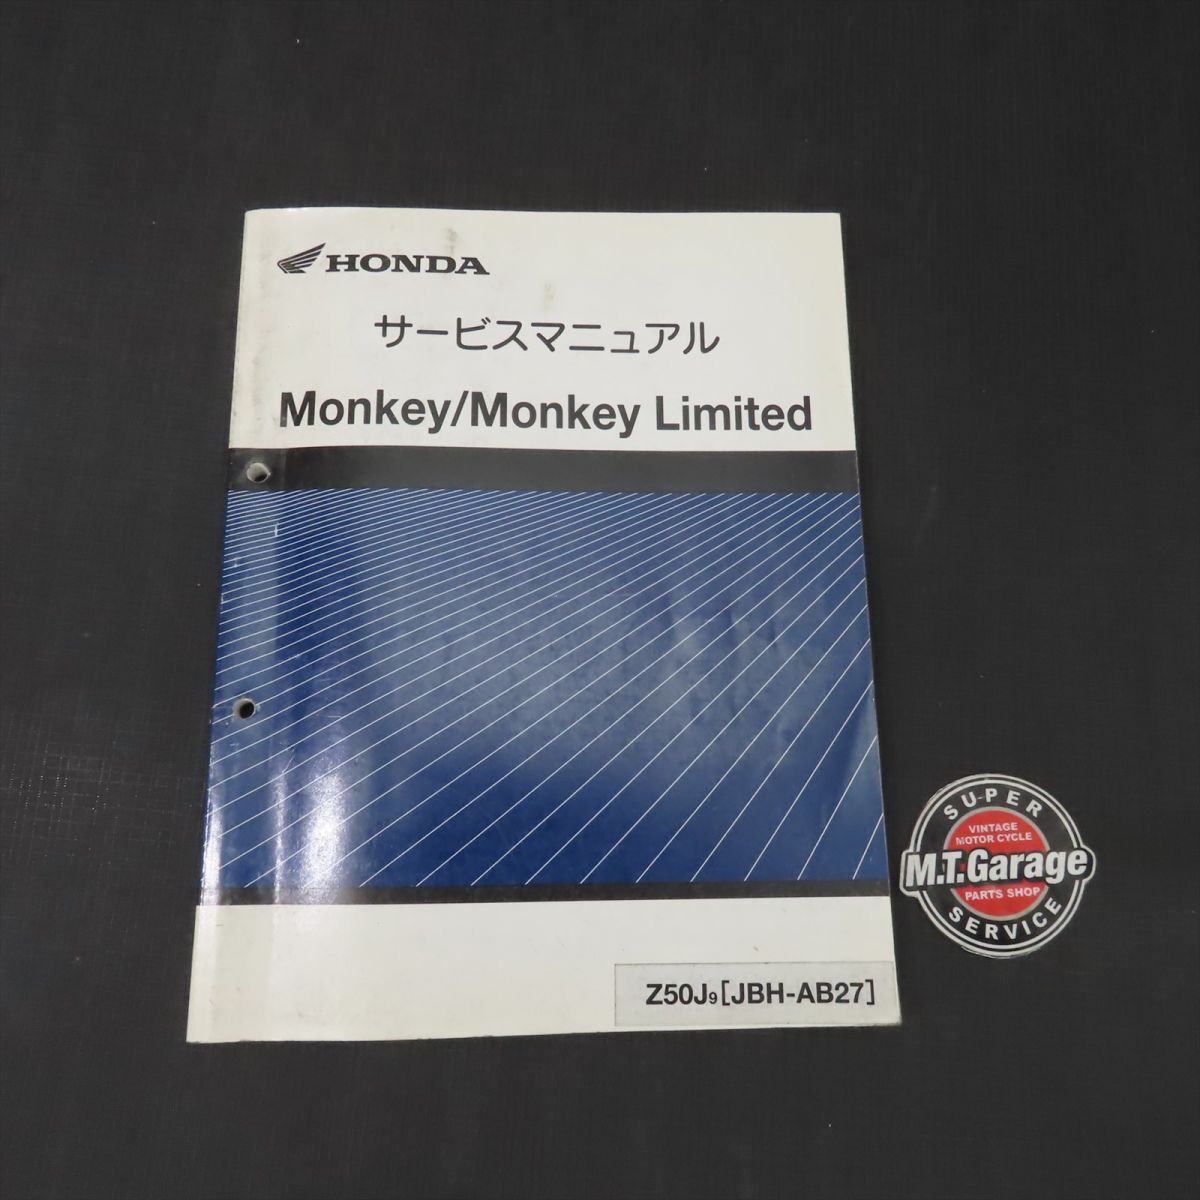 HONDA
サービスマニュアル
Monkey/Monkey Limited
Z50J9[JBH-AB27]
SUPER
VINTAGE
MOTOR CYCLE
M.T.Garage
PARTS SHOP
SERVICE